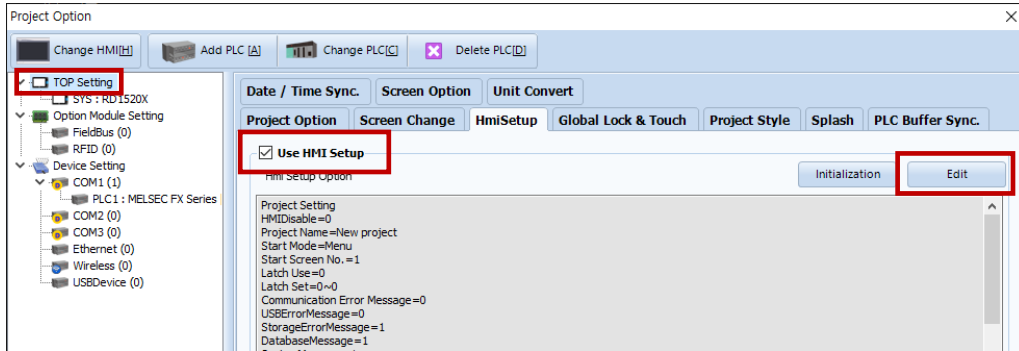 Project Option
Change HMI[H]
Add PLC [A]
Change PLC[C]
Delete PLC[D]
TOP Setting
SYS : RD1520X
Option Module Setting
FieldBus (0)
RFID (0)
Device Setting
COM1 (1)
PLC1 : MELSEC FX Series
COM2 (0)
COM3 (0)
Ethernet (0)
Wireless (0)
USBDevice (0)
Date / Time Sync.
Screen Option
Unit Convert
Project Option
Screen Change
HmiSetup
Global Lock & Touch
Project Style
Splash
PLC Buffer Sync.
Use HMI Setup
Hmi Setup Option
Initialization
Edit
Project Setting
HMIDisable=0
Project Name=New project
Start Mode=Menu
Start Screen No.=1
Latch Use=0
Latch Set=0~0
Communication Error Message=0
USBErrorMessage=0
StorageErrorMessage=1
DatabaseMessage=1